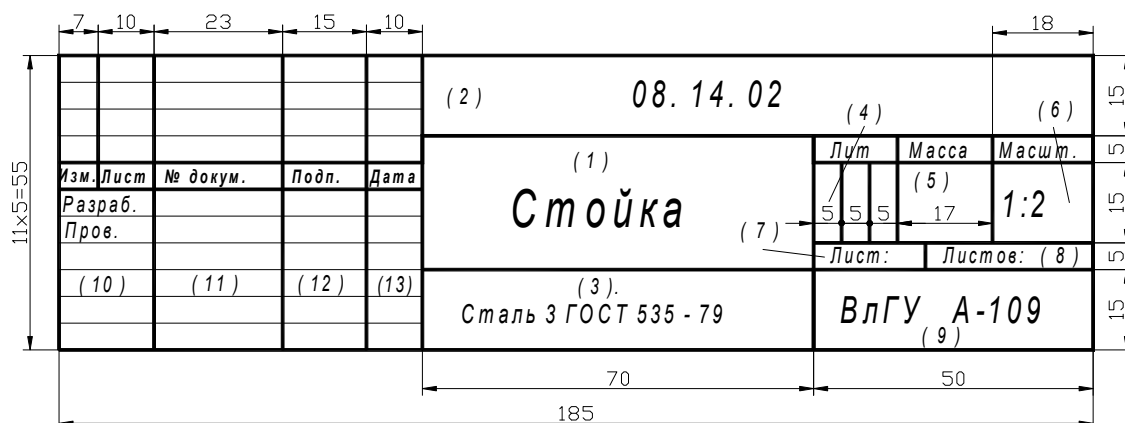 7 10 23 15 10 18
(2) 08. 14. 02
15
(4) (6)
Лит Масса Масшт.
5
(1)
Изм. Лист № докум. Подп. Дата
(5)
11x5=55
Разраб.
Стойка
5 5 5 17 1:2
15
Пров.
(7)
Лист: Листов: (8)
5
(10) (11) (12) (13)
(3).
Сталь 3 ГОСТ 535 - 79
ВлГУ А-109
15
(9)
70 50
185